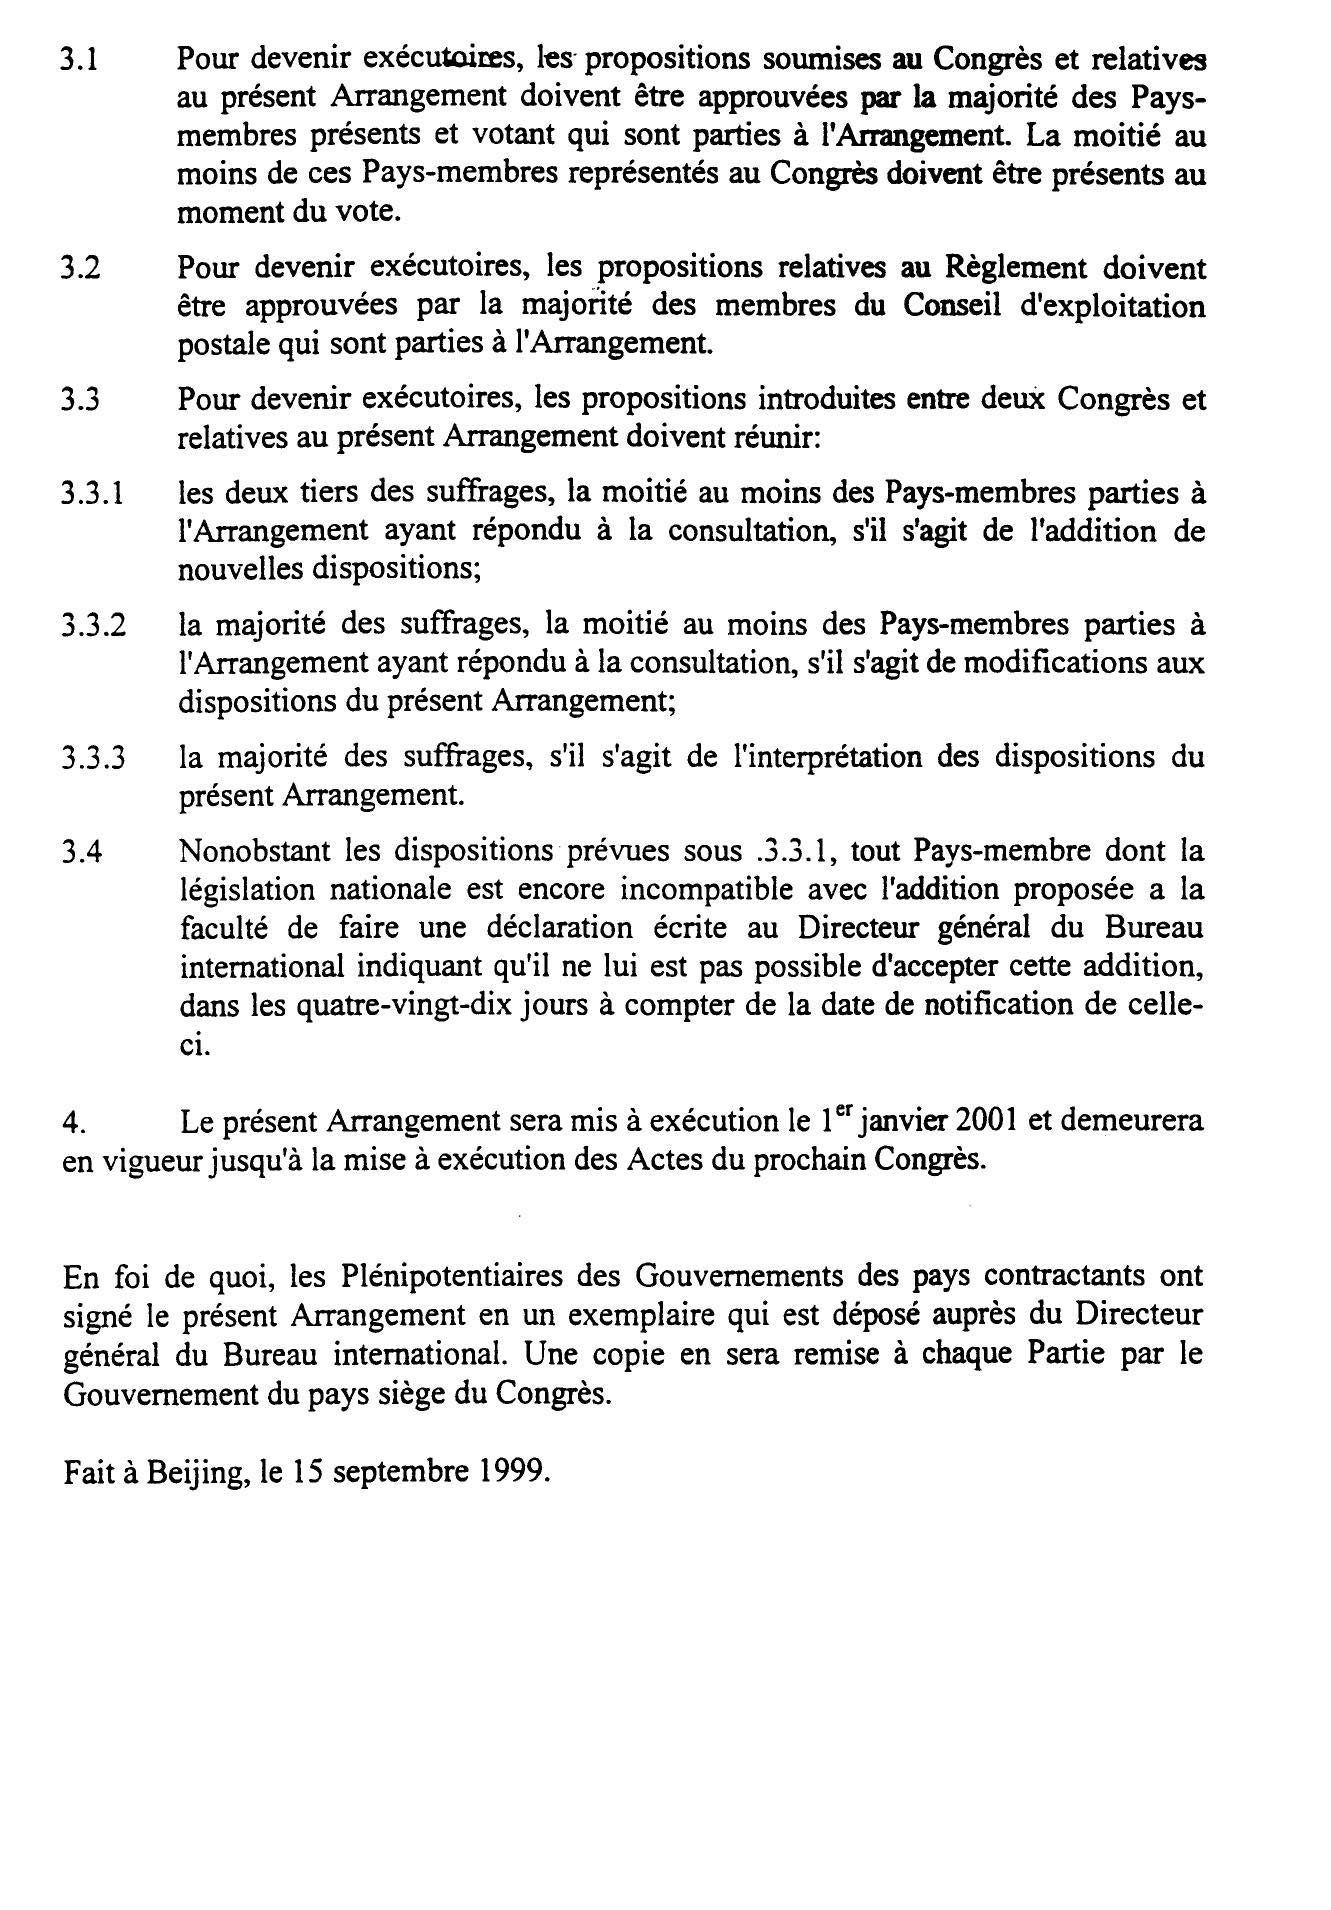 3.1 Pour devenir exécutoires, les propositions soumises au Congrès et relatives
au présent Arrangement doivent être approuvées par la majorité des Pays-
membres présents et votant qui sont parties à l'Arrangement. La moitié au
moins de ces Pays-membres représentés au Congrès doivent être présents au
moment du vote.
3.2 Pour devenir exécutoires, les propositions relatives au Règlement doivent
être approuvées par la majorité des membres du Conseil d'exploitation
postale qui sont parties à l'Arrangement.
3.3 Pour devenir exécutoires, les propositions introduites entre deux Congrès et
relatives au présent Arrangement doivent réunir:
3.3.1 les deux tiers des suffrages, la moitié au moins des Pays-membres parties à
l'Arrangement ayant répondu à la consultation, s'il s'agit de l'addition de
nouvelles dispositions;
3.3.2 la majorité des suffrages, la moitié au moins des Pays-membres parties à
l'Arrangement ayant répondu à la consultation, s'il s'agit de modifications aux
dispositions du présent Arrangement;
3.3.3 la majorité des suffrages, s'il s'agit de l'interprétation des dispositions du
présent Arrangement.
3.4 Nonobstant les dispositions prévues sous .3.3.1, tout Pays-membre dont la
législation nationale est encore incompatible avec l'addition proposée a la
faculté de faire une déclaration écrite au Directeur général du Bureau
international indiquant qu'il ne lui est pas possible d'accepter cette addition,
dans les quatre-vingt-dix jours à compter de la date de notification de celle-
ci.
4. Le présent Arrangement sera mis à exécution le 1er janvier 2001 et demeurera
en vigueur jusqu'à la mise à exécution des Actes du prochain Congrès.
En foi de quoi, les Plénipotentiaires des Gouvernements des pays contractants ont
signé le présent Arrangement en un exemplaire qui est déposé auprès du Directeur
général du Bureau international. Une copie en sera remise à chaque Partie par le
Gouvernement du pays siège du Congrès.
Fait à Beijing, le 15 septembre 1999.